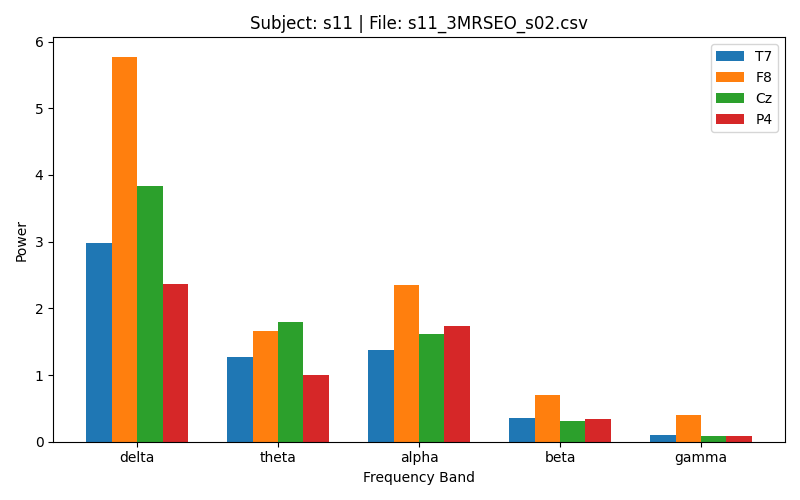 Subject: s11 | File: s11_3MRSEO_s02.csv
T7
F8
Cz
P4
Power
6
5
4
3
2
1
0
delta theta alpha beta gamma
Frequency Band